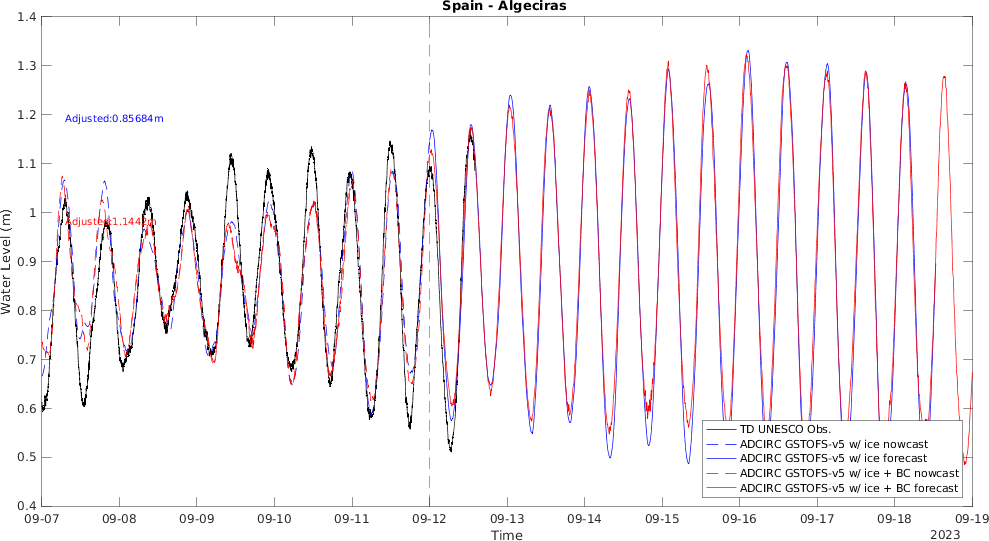 Spain - Algeciras
1.4
1.3
1.2
1.1
1
0.9
0.8
0.7
0.6
0.5
0.4
Water Level (m)
Adjusted:0.85684m
Adjusted:1.1442m
TD UNESCO Obs.
ADCIRC GSTOFS-v5 w/ ice nowcast
ADCIRC GSTOFS-v5 w/ ice forecast
ADCIRC GSTOFS-v5 w/ ice + BC nowcast
ADCIRC GSTOFS-v5 w/ ice + BC forecast
09-07 09-08 09-09 09-10 09-11 09-12 09-13 09-14 09-15 09-16 09-17 09-18 09-19
Time
2023